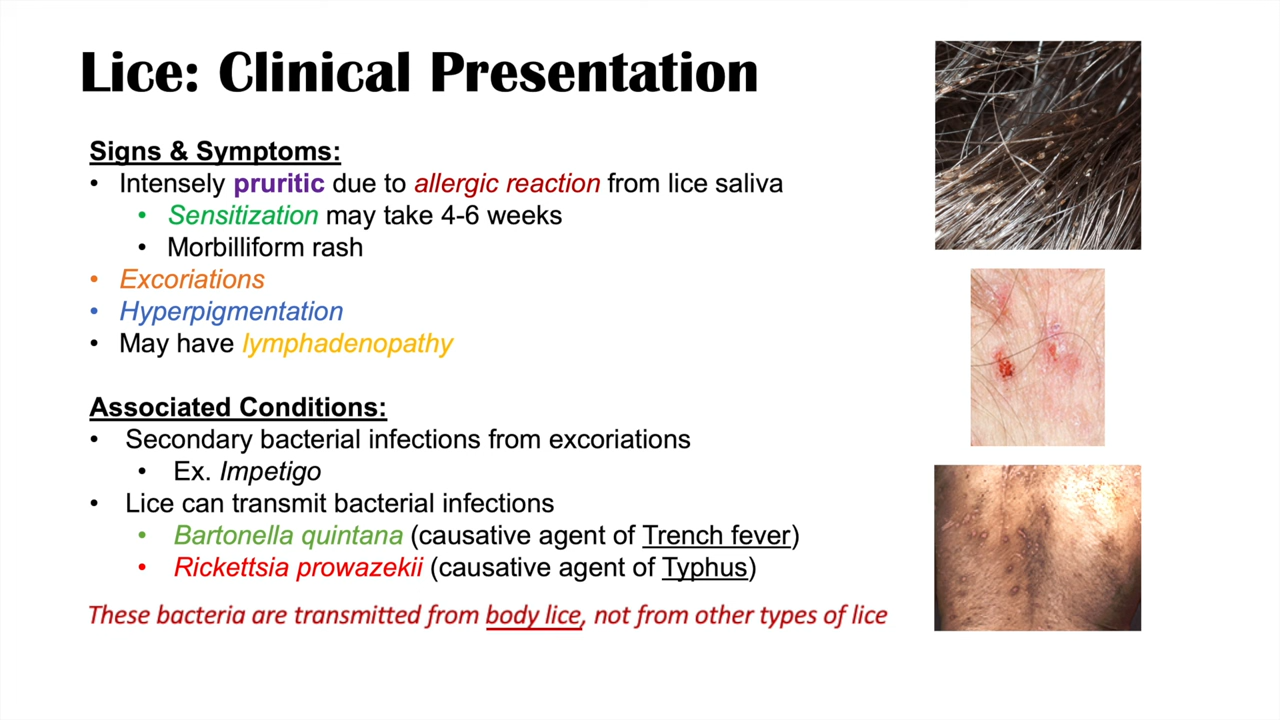 Lice: Clinical Presentation
Signs & Symptoms:
• Intensely pruritic due to allergic reaction from lice saliva
• Sensitization may take 4-6 weeks
• Morbilliform rash
• Excoriations
• Hyperpigmentation
• May have lymphadenopathy
Associated Conditions:
• Secondary bacterial infections from excoriations
• Ex. Impetigo
• Lice can transmit bacterial infections
• Bartonella quintana (causative agent of Trench fever)
• Rickettsia prowazekii (causative agent of Typhus)
These bacteria are transmitted from body lice, not from other types of lice